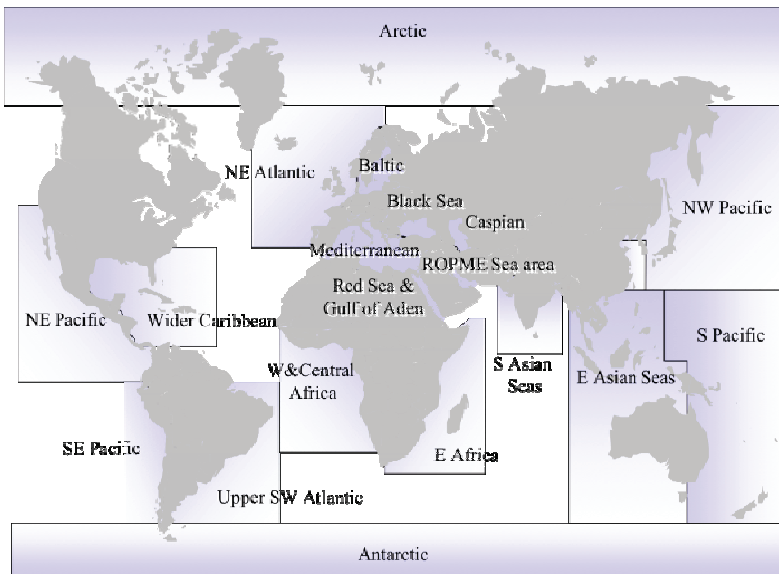 Arctic
NE Atlantic
Baltic
Black Sea
Caspian
NW Pacific
Mediterranean
ROPME Sea area
Red Sea &
Gulf of Aden
NE Pacific
Wider Caribbean
S Pacific
W&Central
Africa
S Asian
Seas
E Asian Seas
SE Pacific
E Africa
Upper SW Atlantic
Antarctic